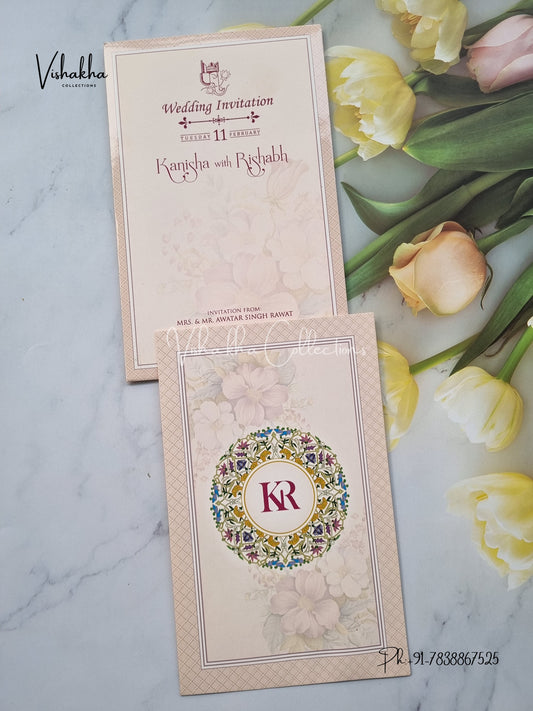 Vishakha
COLLECTIONS
Wedding Invitation
TUESDAY 11 FEBRUARY
Kanisha with Rishabh
INVITATION FROM:
MRS. & MR. AWATAR SINGH RAWAT
Vishakha Collections
KR
Ph.+91-7838867525